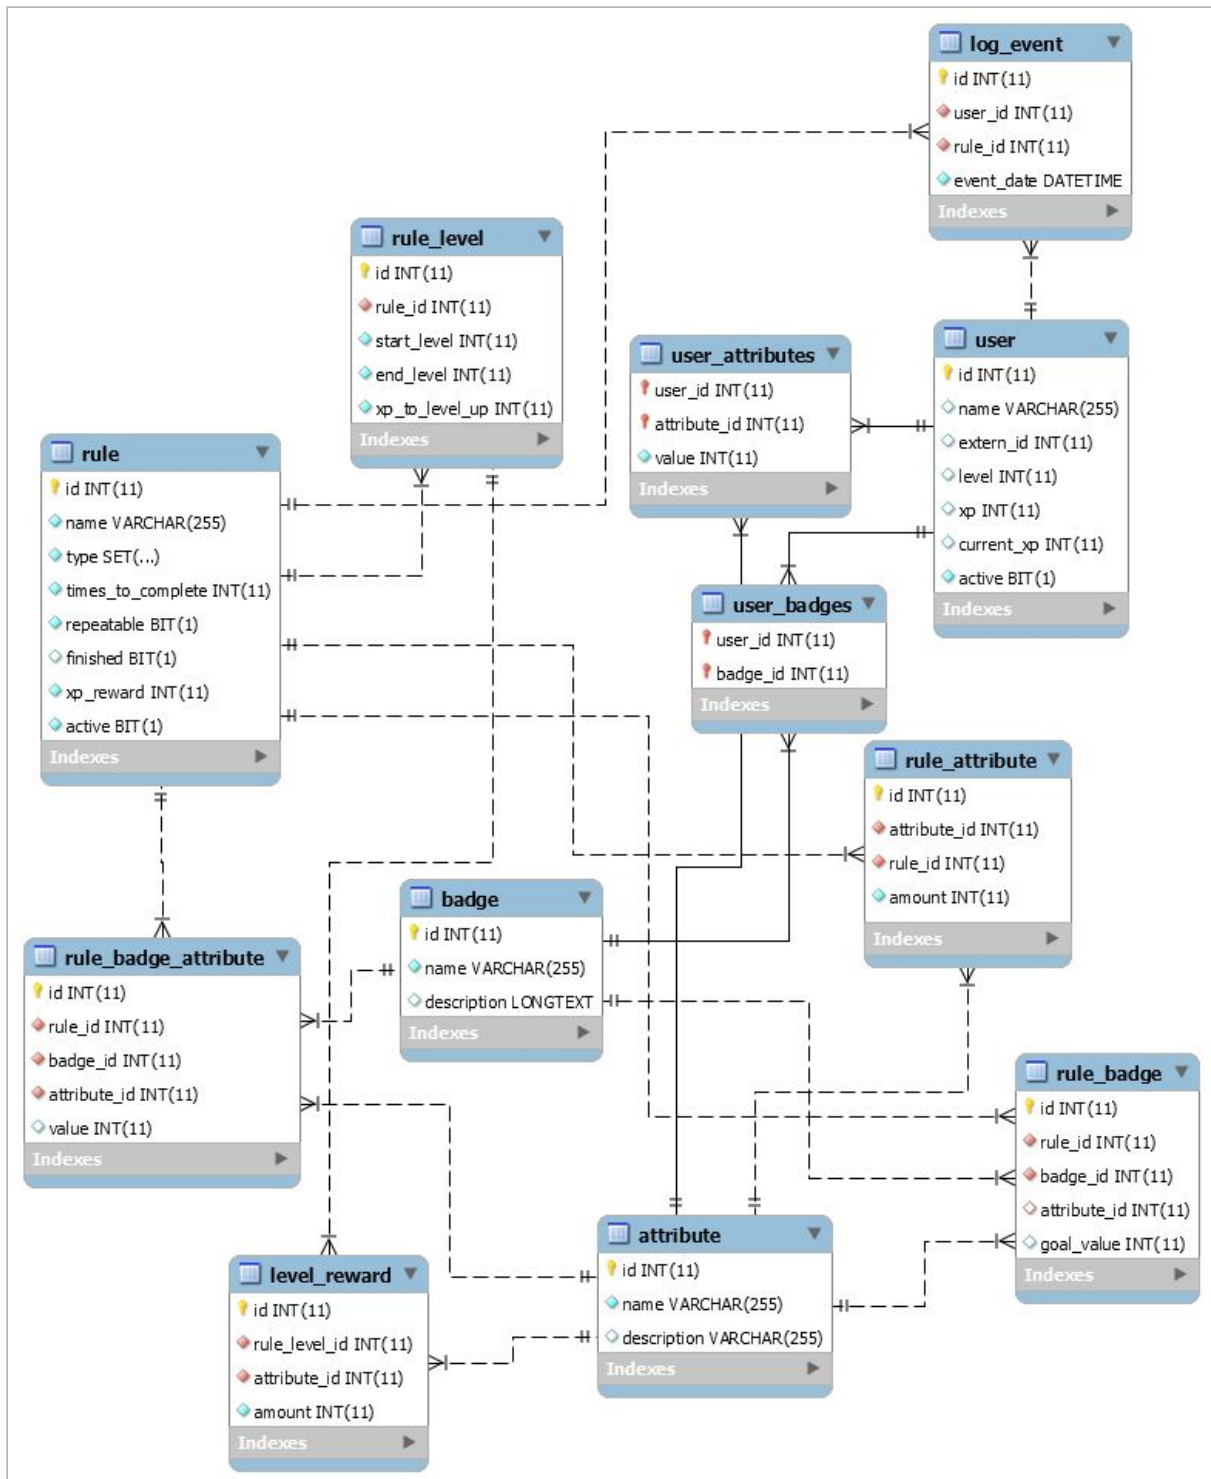 log_event
id INT(11)
user_id INT(11)
rule_id INT(11)
event_date DATETIME
Indexes
rule_level
id INT(11)
rule_id INT(11)
start_level INT(11)
end_level INT(11)
xp_to_level_up INT(11)
Indexes
user
id INT(11)
name VARCHAR(255)
extern_id INT(11)
level INT(11)
xp INT(11)
current_xp INT(11)
active BIT(1)
Indexes
user_attributes
user_id INT(11)
attribute_id INT(11)
value INT(11)
Indexes
rule
id INT(11)
name VARCHAR(255)
type SET(...)
times_to_complete INT(11)
repeatable BIT(1)
finished BIT(1)
xp_reward INT(11)
active BIT(1)
Indexes
user_badges
user_id INT(11)
badge_id INT(11)
Indexes
rule_attribute
id INT(11)
attribute_id INT(11)
rule_id INT(11)
amount INT(11)
Indexes
badge
id INT(11)
name VARCHAR(255)
description LONGTEXT
Indexes
rule_badge_attribute
id INT(11)
rule_id INT(11)
badge_id INT(11)
attribute_id INT(11)
value INT(11)
Indexes
rule_badge
id INT(11)
rule_id INT(11)
badge_id INT(11)
attribute_id INT(11)
goal_value INT(11)
Indexes
attribute
id INT(11)
name VARCHAR(255)
description VARCHAR(255)
Indexes
level_reward
id INT(11)
rule_level_id INT(11)
attribute_id INT(11)
amount INT(11)
Indexes